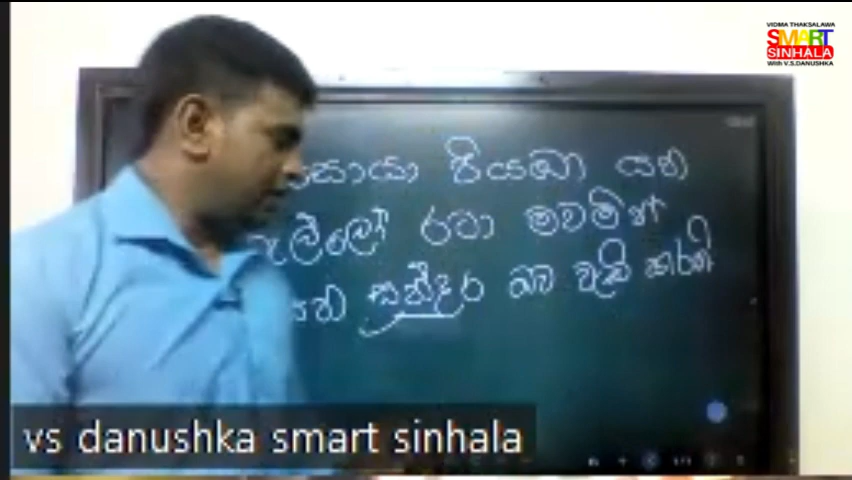 VIDMA THAKSALAWA
SMART
SINHALA
With V.S.DANUSHKA
සොයා පියඹා යන
රටා මවමින්
සුන්දර බව වැඩි කරති
vs danushka smart sinhala